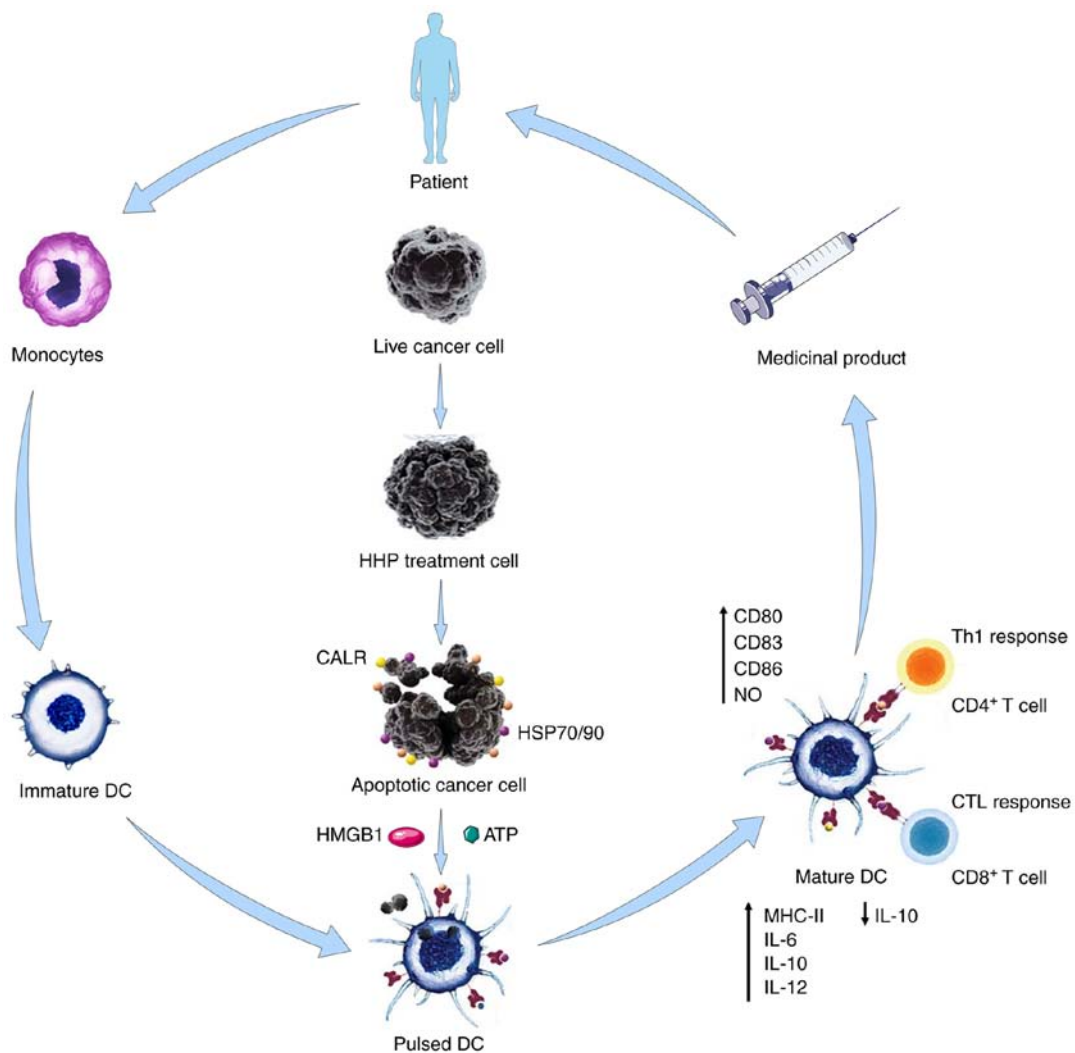 Patient
Monocytes
Live cancer cell
Medicinal product
HHP treatment cell
CD80
CD83
CD86
NO
Th1 response
CD4+ T cell
CALR
HSP70/90
Immature DC
Apoptotic cancer cell
CTL response
HMGB1
ATP
CD8+ T cell
Mature DC
MHC-II
IL-6
IL-10
IL-12
IL-10
Pulsed DC